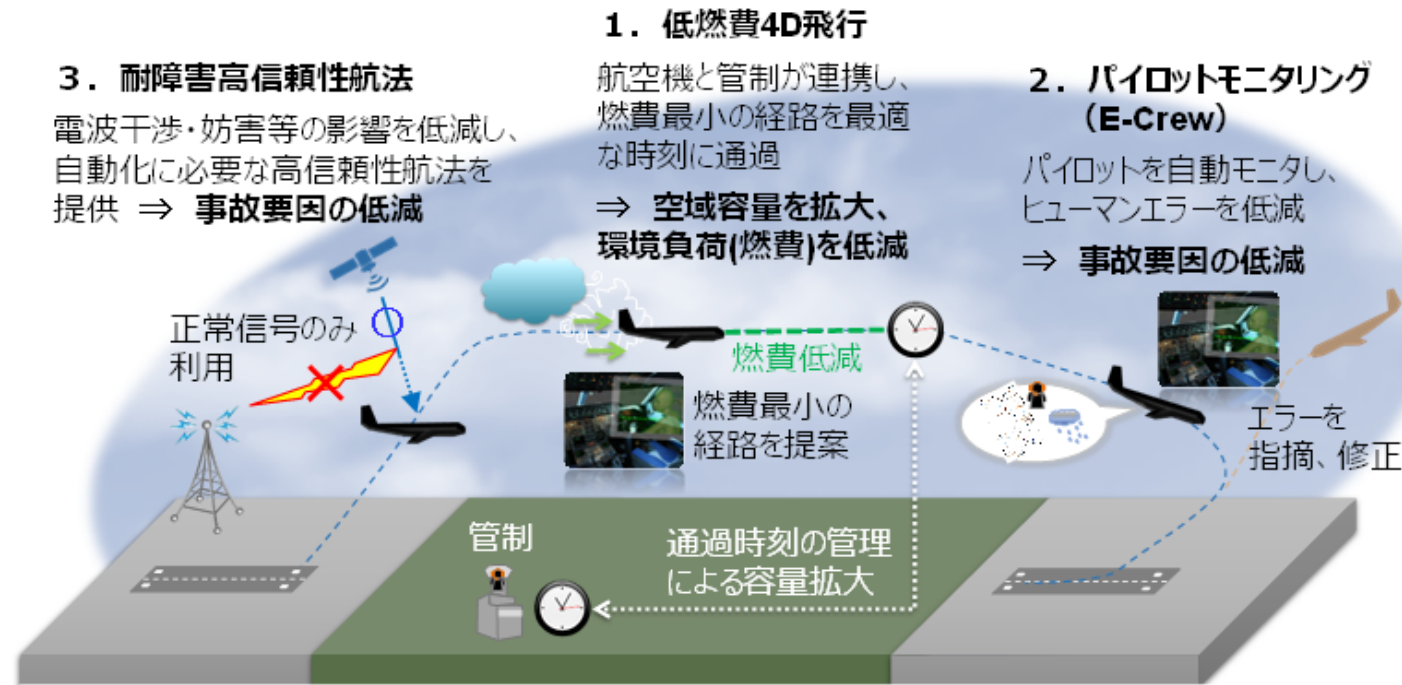 1．低燃費4D飛行
航空機と管制が連携し、
燃費最小の経路を最適
な時刻に通過
⇒ 空域容量を拡大、
環境負荷(燃費)を低減
2．パイロットモニタリング
（E-Crew）
パイロットを自動モニタし、
ヒューマンエラーを低減
⇒ 事故要因の低減
3．耐障害高信頼性航法
電波干渉・妨害等の影響を低減し、
自動化に必要な高信頼性航法を
提供 ⇒ 事故要因の低減
正常信号のみ
利用
燃費低減
燃費最小の
経路を提案
エラーを
指摘、修正
管制
通過時刻の管理
による容量拡大